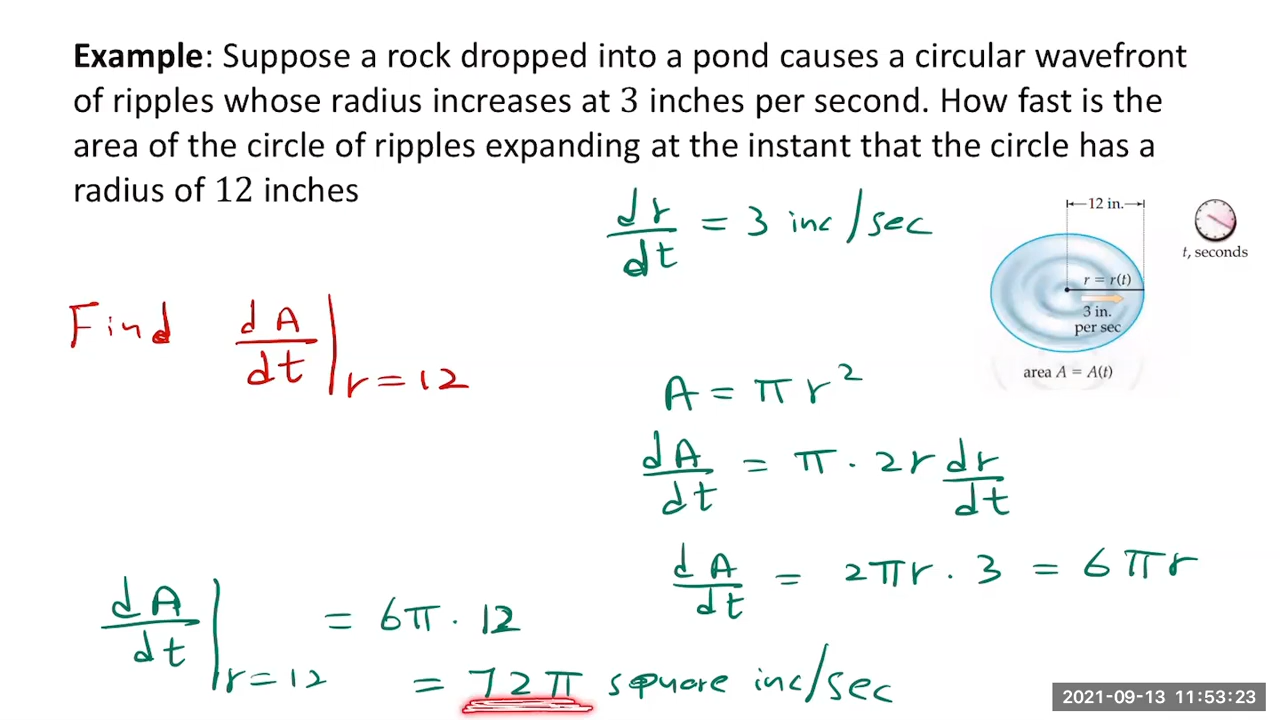 Example: Suppose a rock dropped into a pond causes a circular wavefront
of ripples whose radius increases at 3 inches per second. How fast is the
area of the circle of ripples expanding at the instant that the circle has a
radius of 12 inches
dr/dt = 3 inc/sec
12 in.
t, seconds
r = r(t)
3 in.
per sec
area A = A(t)
Find dA/dt | r=12
A = πr²
dA/dt = π · 2r dr/dt
dA/dt = 2πr · 3 = 6πr
dA/dt | r=12 = 6π · 12
= 72π square inc/sec
2021-09-13 11:53:23